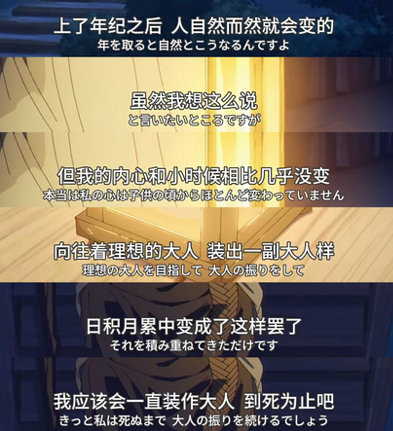 上了年纪之后 人自然而然就会变的
年を取ると自然とこうなるんですよ
虽然我想这么说
と言いたいところですが
但我的内心和小时候相比几乎没变
本当は私の心は子供の頃からほとんど変わっていません
向往着理想的大人 装出一副大人样
理想の大人を目指して 大人の振りをして
日积月累中变成了这样罢了
それを積み重ねてきただけです
我应该会一直装作大人 到死为止吧
きっと私は死ぬまで 大人の振りを続けるでしょう